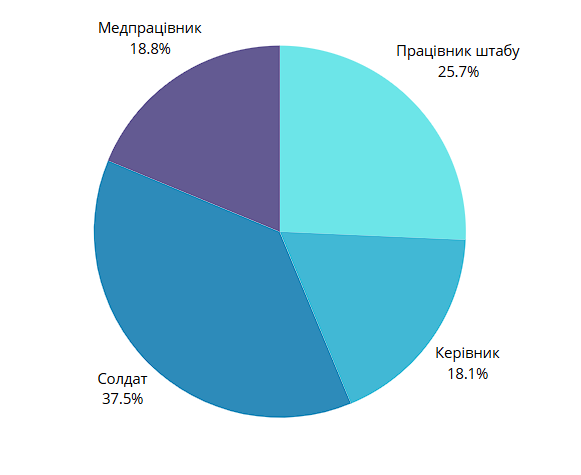 Медпрацівник
18.8%
Працівник штабу
25.7%
Керівник
18.1%
Солдат
37.5%